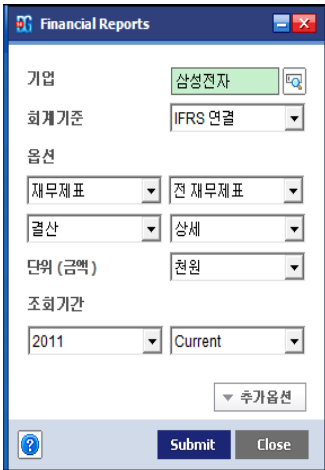 Financial Reports
기업 삼성전자
회계기준 IFRS 연결
옵션
재무제표 전 재무제표
결산 상세
단위 (금액) 천원
조회기간
2011 Current
추가옵션
Submit Close